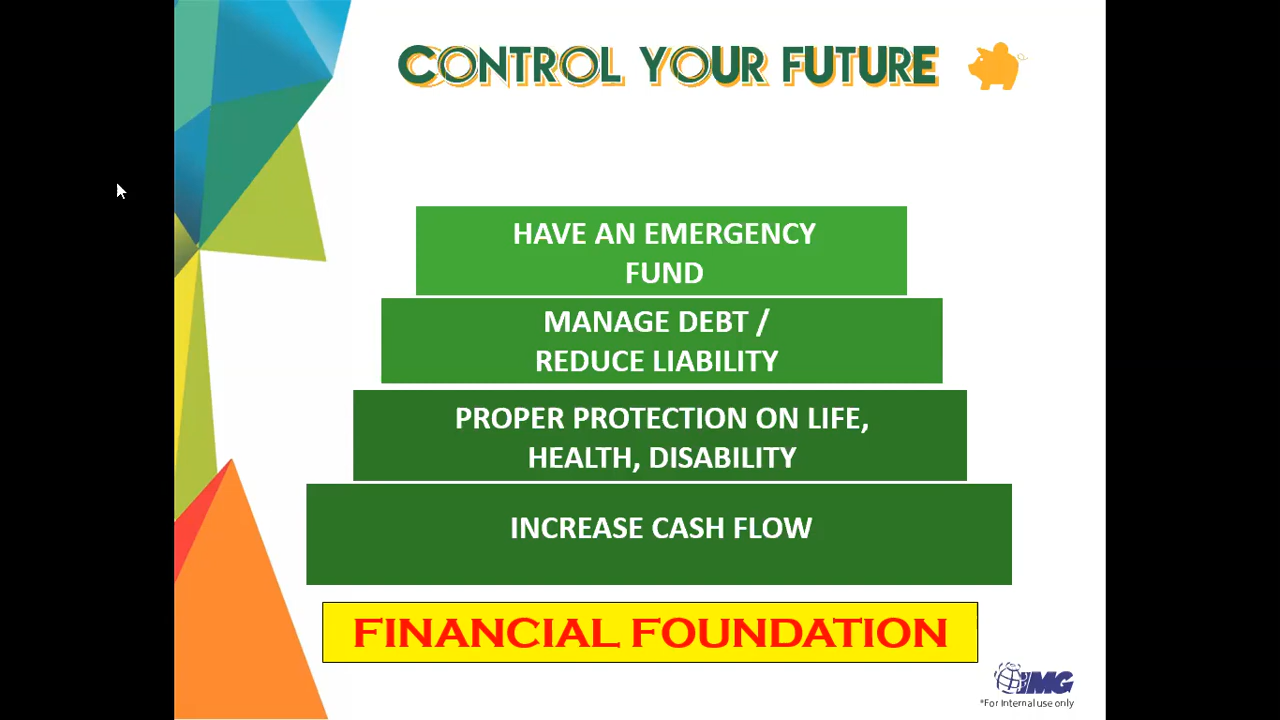 CONTROL YOUR FUTURE
HAVE AN EMERGENCY
FUND
MANAGE DEBT /
REDUCE LIABILITY
PROPER PROTECTION ON LIFE,
HEALTH, DISABILITY
INCREASE CASH FLOW
FINANCIAL FOUNDATION
IMG
*For Internal use only